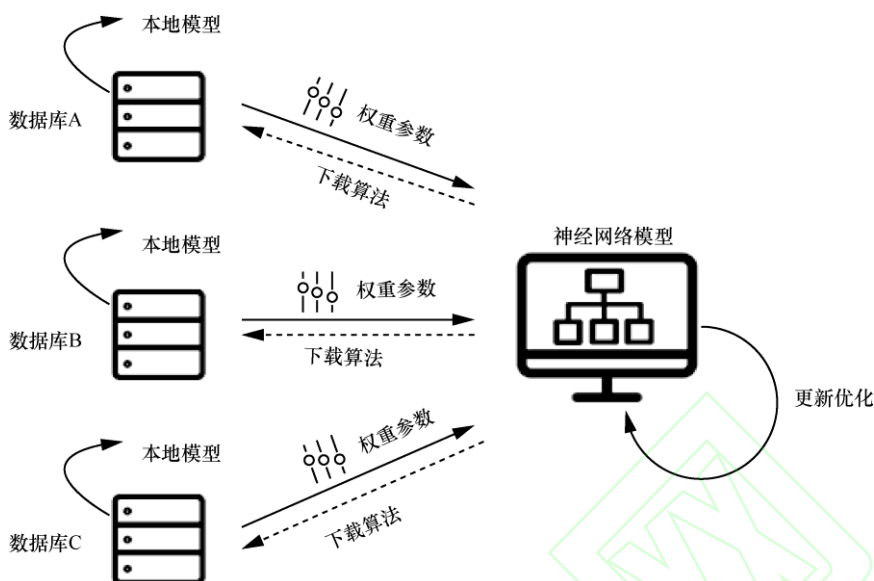 本地模型
数据库A
权重参数
下载算法
本地模型
数据库B
权重参数
下载算法
神经网络模型
更新优化
本地模型
数据库C
权重参数
下载算法